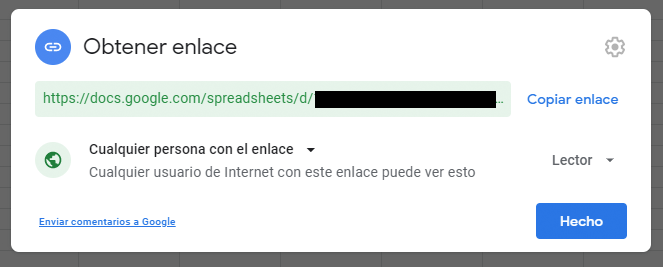 Obtener enlace
https://docs.google.com/spreadsheets/d/ ...
Copiar enlace
Cualquier persona con el enlace
Cualquier usuario de Internet con este enlace puede ver esto
Lector
Enviar comentarios a Google
Hecho